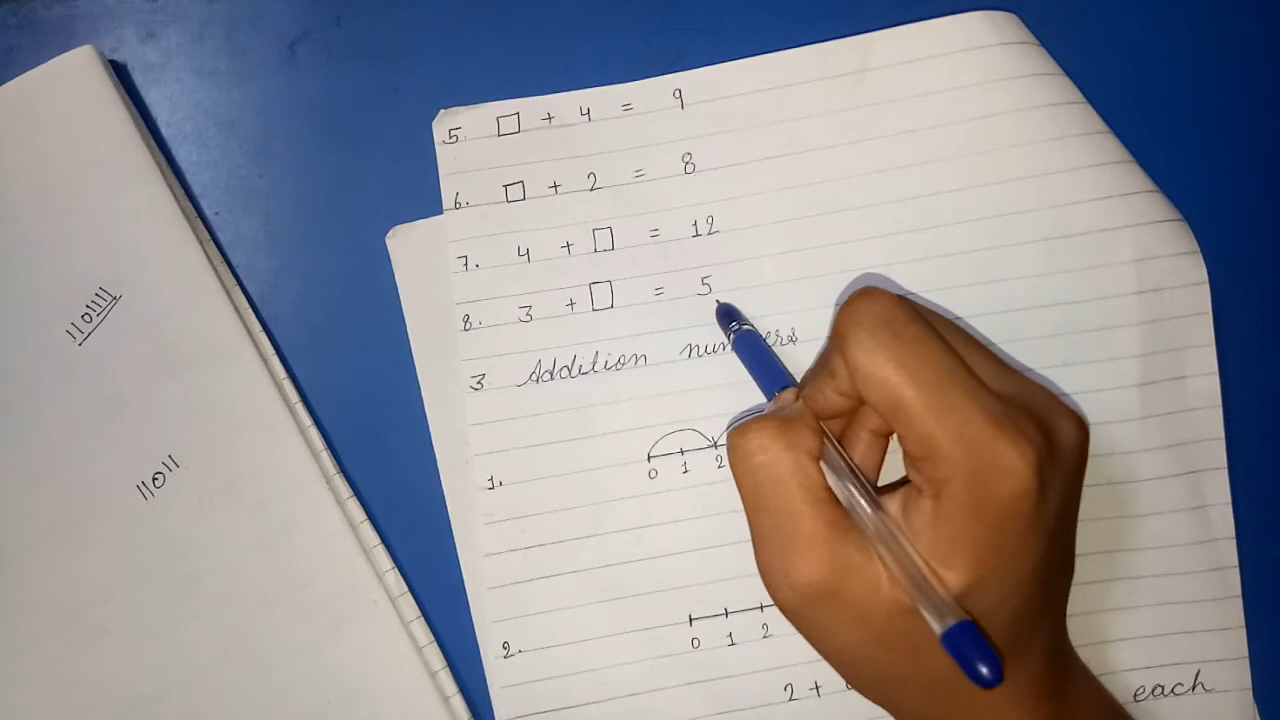 110111
11011
5. □ + 4 = 9
6. □ + 2 = 8
7. 4 + □ = 12
8. 3 + □ = 5
3 Addition
1.
0 1 2
2.
0 1 2
2 +
each